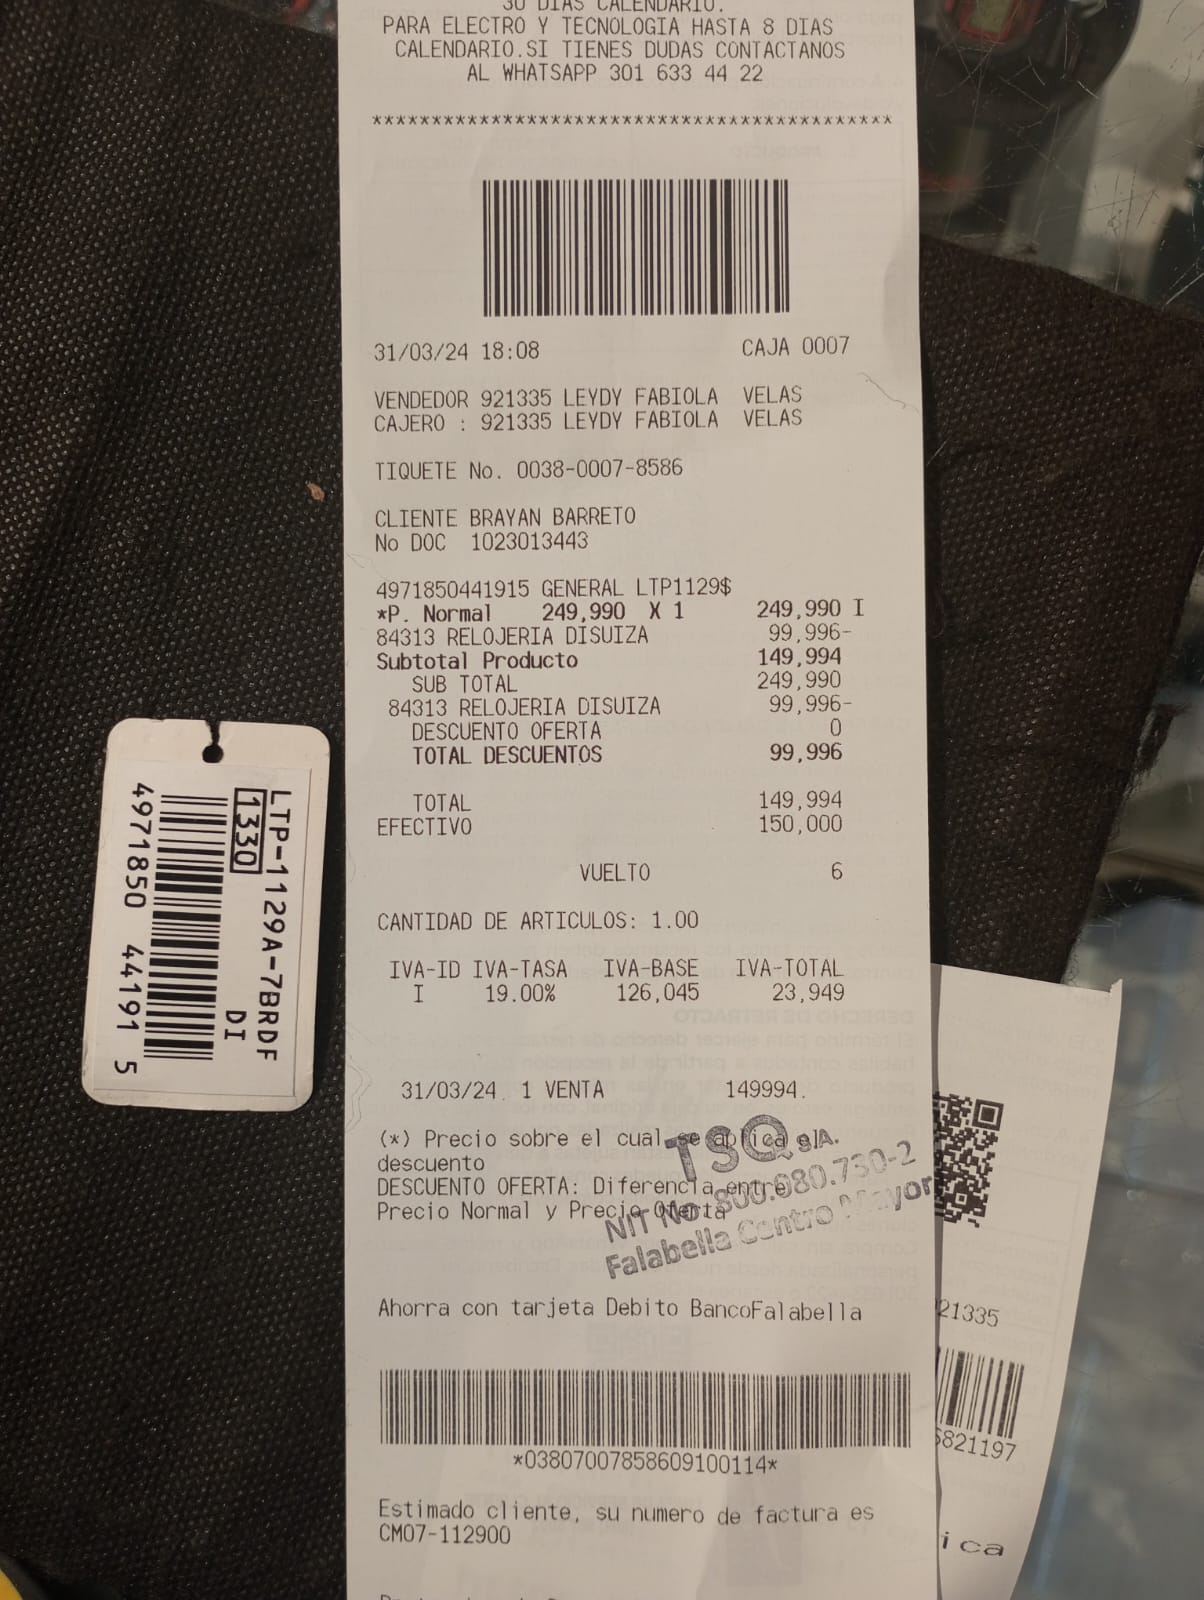 30 DIAS CALENDARIO.
PARA ELECTRO Y TECNOLOGIA HASTA 8 DIAS
CALENDARIO.SI TIENES DUDAS CONTACTANOS
AL WHATSAPP 301 633 44 22
********************************************
31/03/24 18:08 CAJA 0007
VENDEDOR 921335 LEYDY FABIOLA VELAS
CAJERO : 921335 LEYDY FABIOLA VELAS
TIQUETE No. 0038-0007-8586
CLIENTE BRAYAN BARRETO
No DOC 1023013443
4971850441915 GENERAL LTP1129$
*P. Normal 249,990 X 1 249,990 I
84313 RELOJERIA DISUIZA 99,996-
Subtotal Producto 149,994
SUB TOTAL 249,990
84313 RELOJERIA DISUIZA 99,996-
DESCUENTO OFERTA 0
TOTAL DESCUENTOS 99,996
TOTAL 149,994
EFECTIVO 150,000
VUELTO 6
CANTIDAD DE ARTICULOS: 1.00
IVA-ID IVA-TASA IVA-BASE IVA-TOTAL
I 19.00% 126,045 23,949
31/03/24. 1 VENTA 149994.
(*) Precio sobre el cual se aplica el
descuento
DESCUENTO OFERTA: Diferencia entre
Precio Normal y Precio Oferta
TSQ S.A.
NIT No. 800.080.730-2
Falabella Centro Mayor
Ahorra con tarjeta Debito BancoFalabella
*03807007858609100114*
Estimado cliente, su numero de factura es
CM07-112900
LTP-1129A-7BRDF
1330 DI
4971850 44191 5
21335
821197
ica